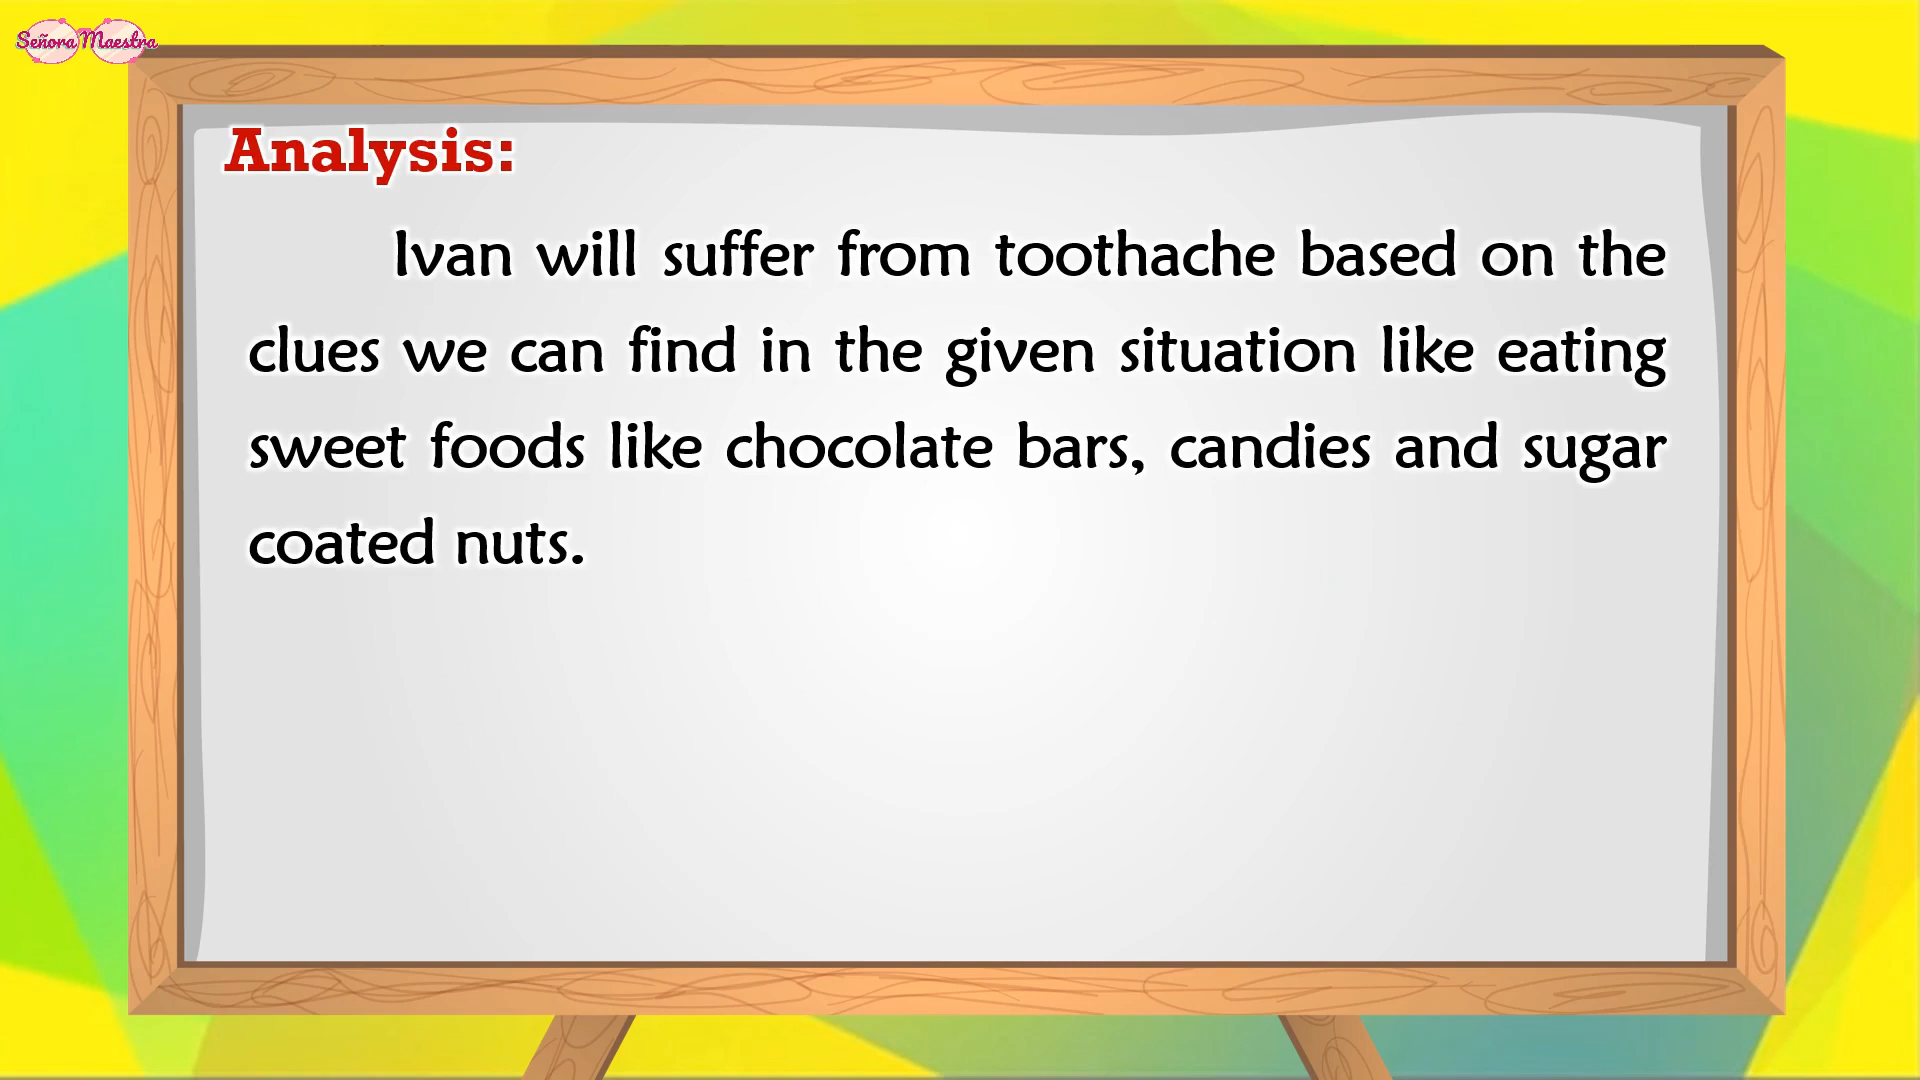 Señora Maestra
Analysis:
Ivan will suffer from toothache based on the
clues we can find in the given situation like eating
sweet foods like chocolate bars, candies and sugar
coated nuts.